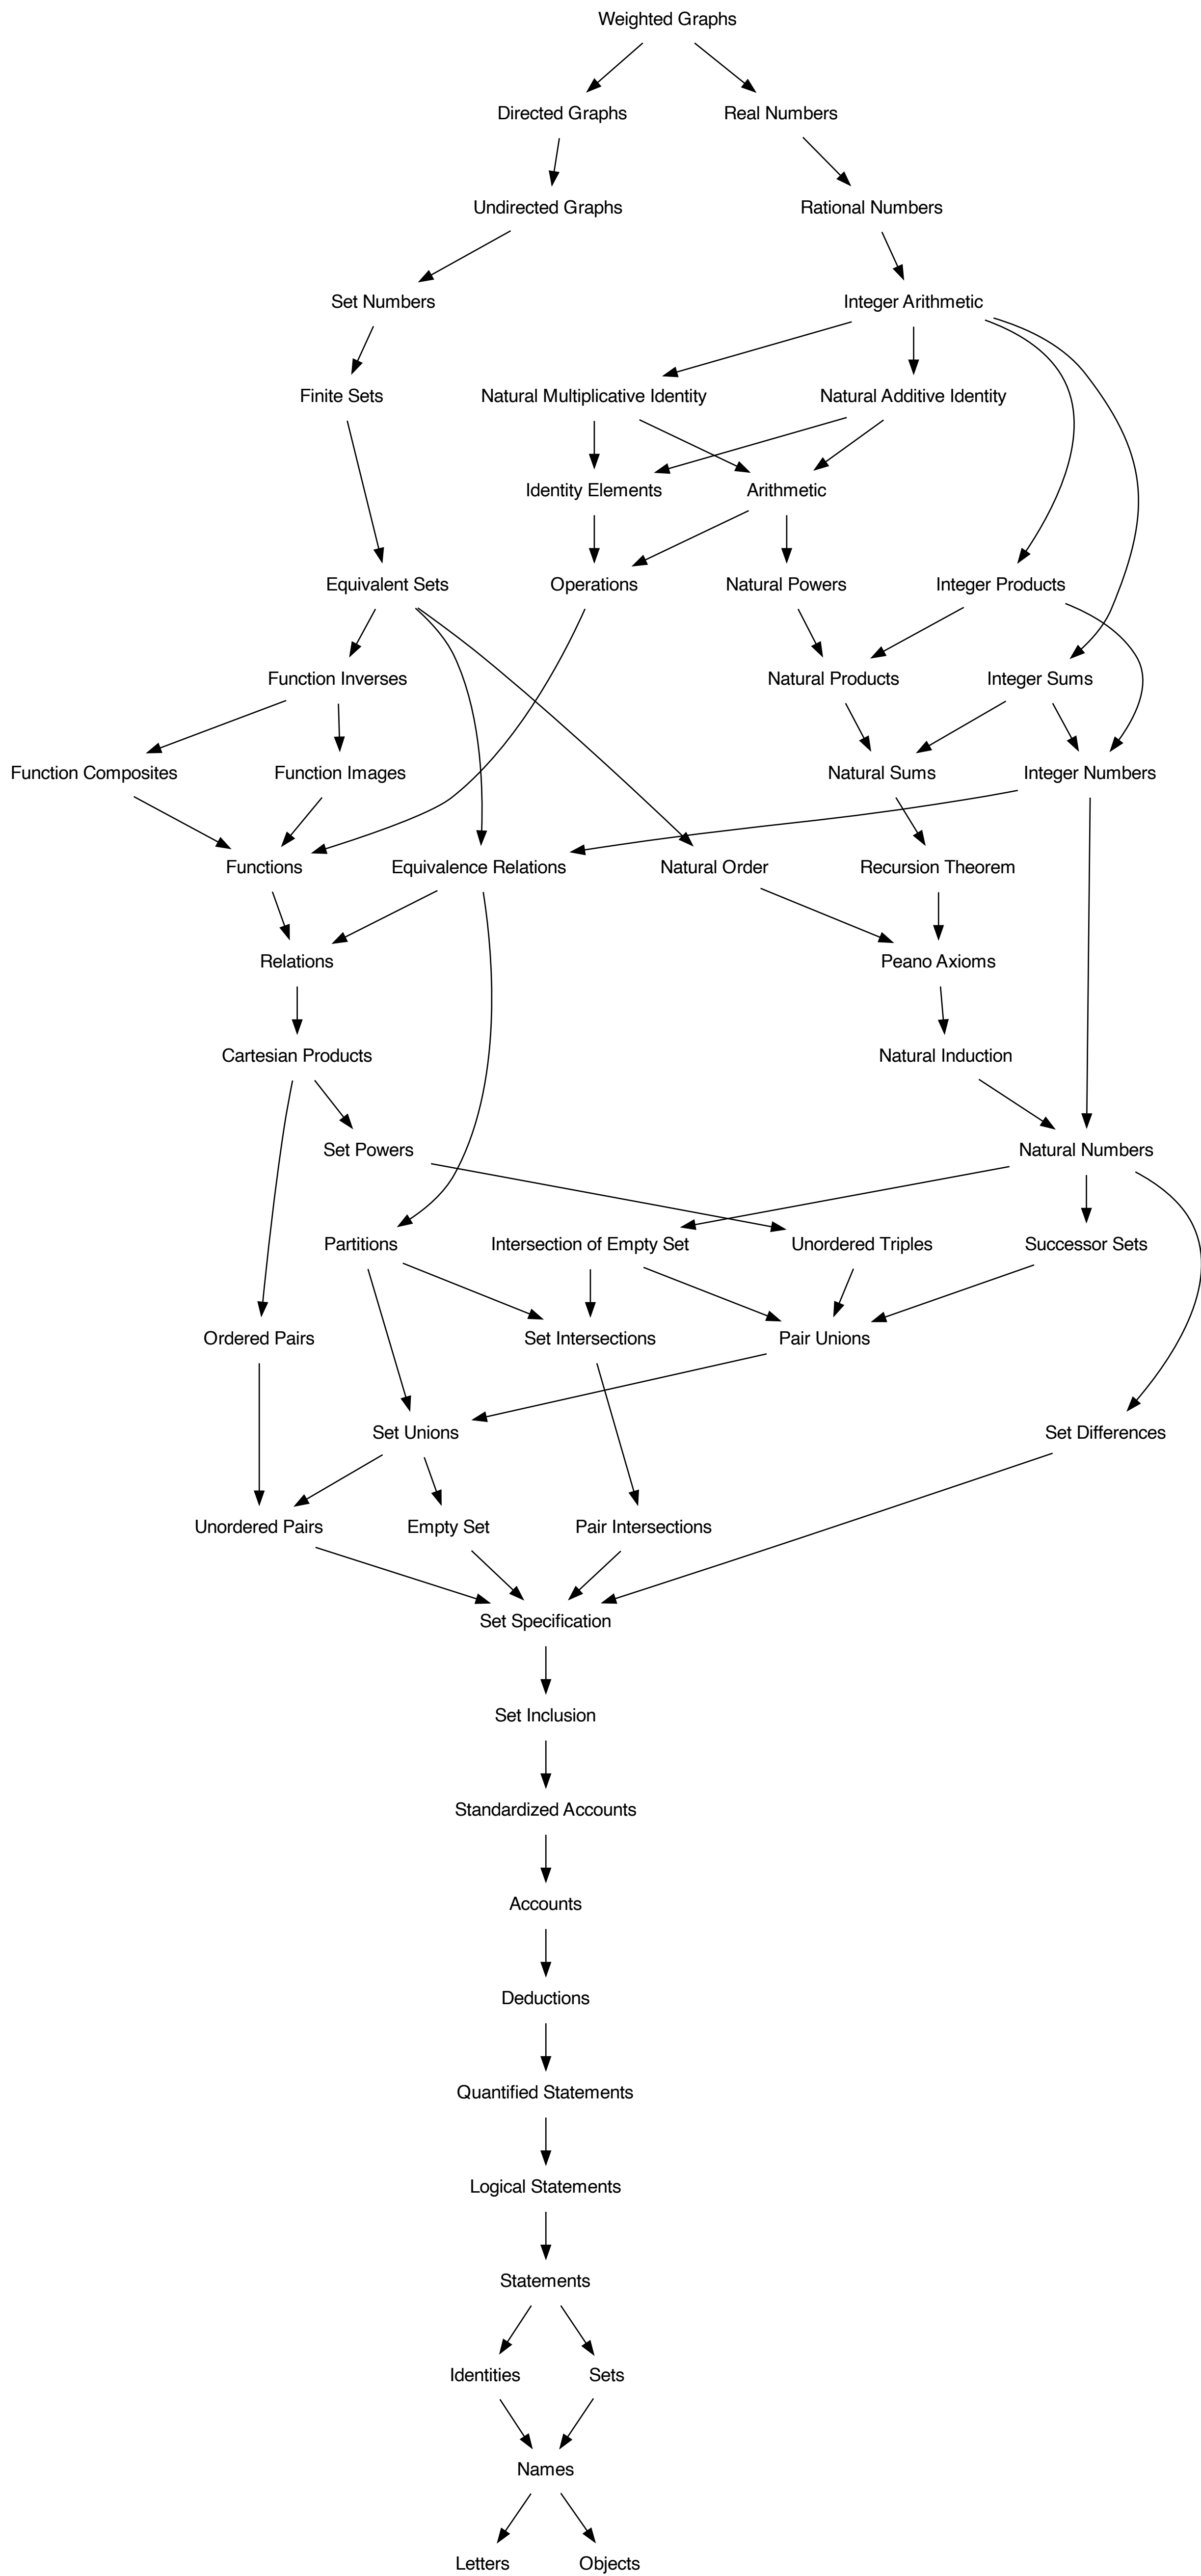 Weighted Graphs
Directed Graphs
Real Numbers
Undirected Graphs
Rational Numbers
Set Numbers
Integer Arithmetic
Finite Sets
Natural Multiplicative Identity
Natural Additive Identity
Identity Elements
Arithmetic
Equivalent Sets
Operations
Natural Powers
Integer Products
Function Inverses
Natural Products
Integer Sums
Function Composites
Function Images
Natural Sums
Integer Numbers
Functions
Equivalence Relations
Natural Order
Recursion Theorem
Relations
Peano Axioms
Cartesian Products
Natural Induction
Set Powers
Natural Numbers
Partitions
Intersection of Empty Set
Unordered Triples
Successor Sets
Ordered Pairs
Set Intersections
Pair Unions
Set Unions
Set Differences
Unordered Pairs
Empty Set
Pair Intersections
Set Specification
Set Inclusion
Standardized Accounts
Accounts
Deductions
Quantified Statements
Logical Statements
Statements
Identities
Sets
Names
Letters
Objects